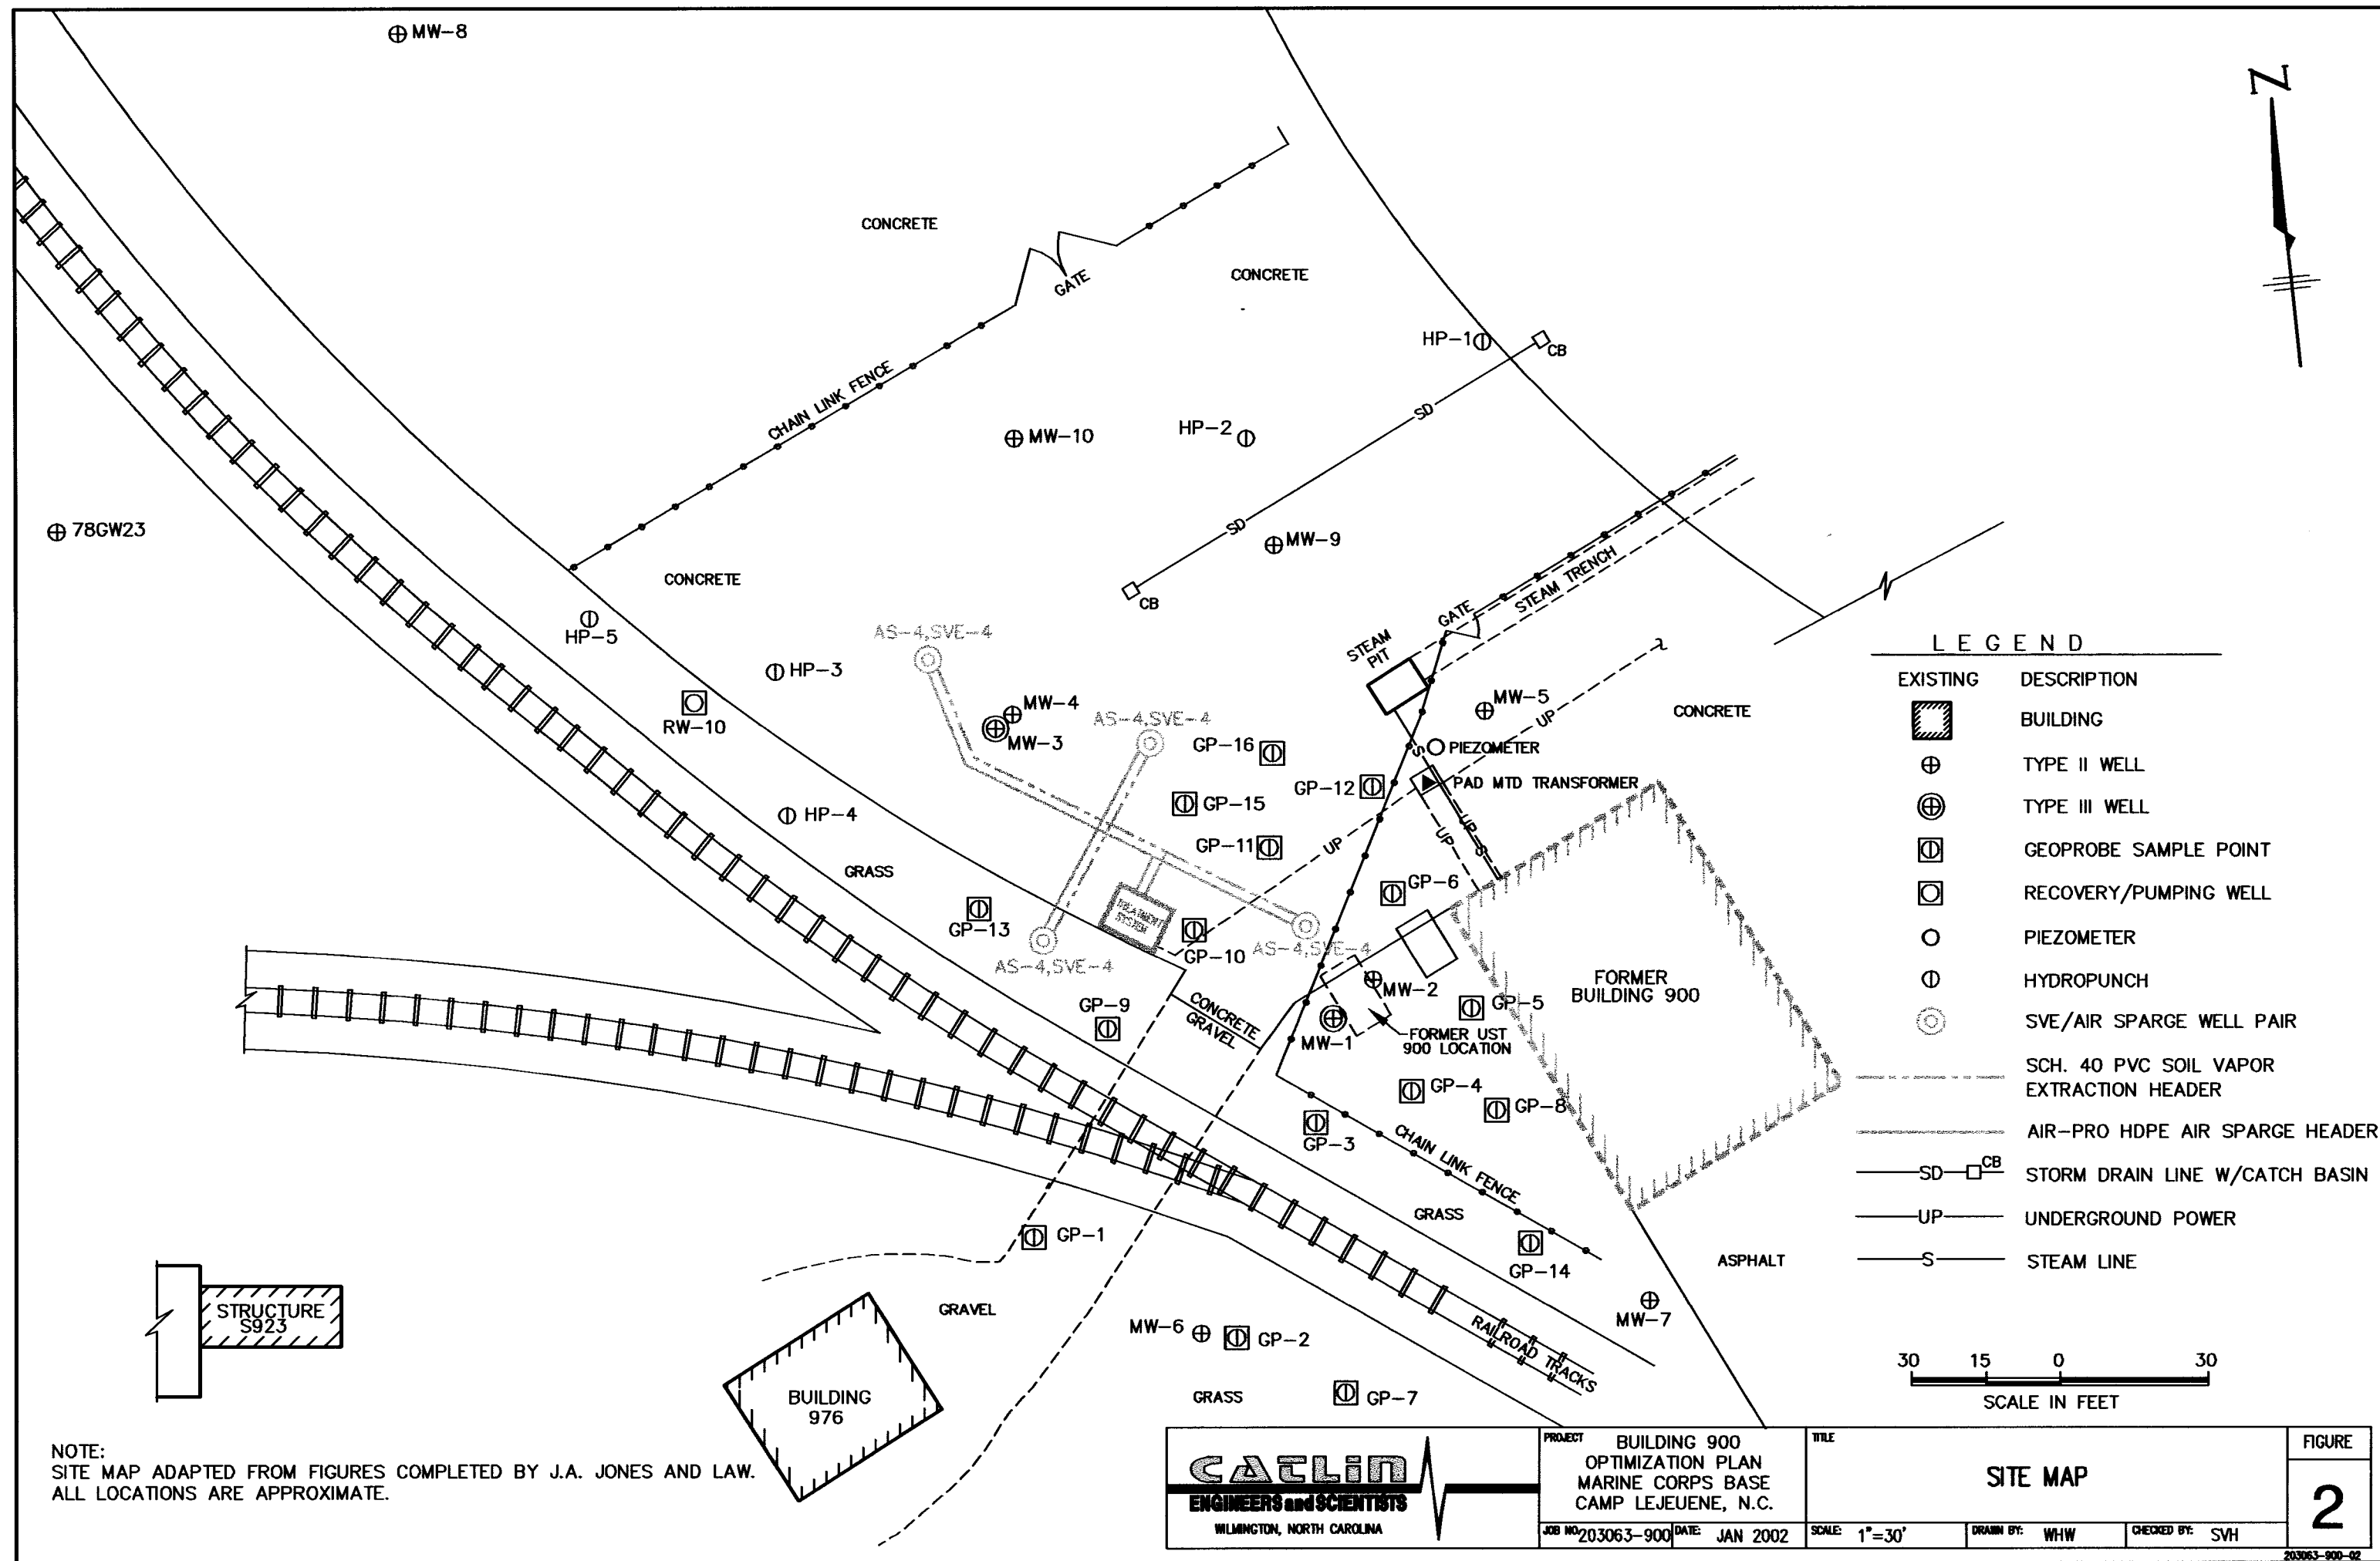 MW-8
N
CONCRETE
CONCRETE
GATE
HP-1
CB
CHAIN LINK FENCE
SD
MW-10
HP-2
78GW23
SD
MW-9
CONCRETE
CB
STEAM TRENCH
GATE
HP-5
AS-4,SVE-4
STEAM
PIT
HP-3
MW-4
MW-5
RW-10
AS-4,SVE-4
UP
CONCRETE
MW-3
GP-16
S
PIEZOMETER
GP-12
PAD MTD TRANSFORMER
GP-15
HP-4
UP
UP
UP
S
GP-11
GRASS
GP-6
TREATMENT
SYSTEM
GP-13
GP-10
AS-4,SVE-4
AS-4,SVE-4
FORMER
BUILDING 900
MW-2
GP-9
CONCRETE
GRAVEL
GP-5
MW-1
FORMER UST
900 LOCATION
GP-4
GP-8
GP-3
CHAIN LINK FENCE
GRASS
GP-1
GP-14
ASPHALT
STRUCTURE
S923
GRAVEL
MW-6
GP-2
MW-7
RAILROAD TRACKS
BUILDING
976
GRASS
GP-7
LEGEND
EXISTING DESCRIPTION
BUILDING
TYPE II WELL
TYPE III WELL
GEOPROBE SAMPLE POINT
RECOVERY/PUMPING WELL
PIEZOMETER
HYDROPUNCH
SVE/AIR SPARGE WELL PAIR
SCH. 40 PVC SOIL VAPOR
EXTRACTION HEADER
AIR-PRO HDPE AIR SPARGE HEADER
SD CB STORM DRAIN LINE W/CATCH BASIN
UP UNDERGROUND POWER
S STEAM LINE
30 15 0 30
SCALE IN FEET
NOTE:
SITE MAP ADAPTED FROM FIGURES COMPLETED BY J.A. JONES AND LAW.
ALL LOCATIONS ARE APPROXIMATE.
CATLIN
ENGINEERS and SCIENTISTS
WILMINGTON, NORTH CAROLINA
PROJECT
BUILDING 900
OPTIMIZATION PLAN
MARINE CORPS BASE
CAMP LEJEUENE, N.C.
TITLE
SITE MAP
FIGURE
2
JOB NO. 203063-900 DATE: JAN 2002 SCALE: 1"=30' DRAWN BY: WHW CHECKED BY: SVH
203063-900-02